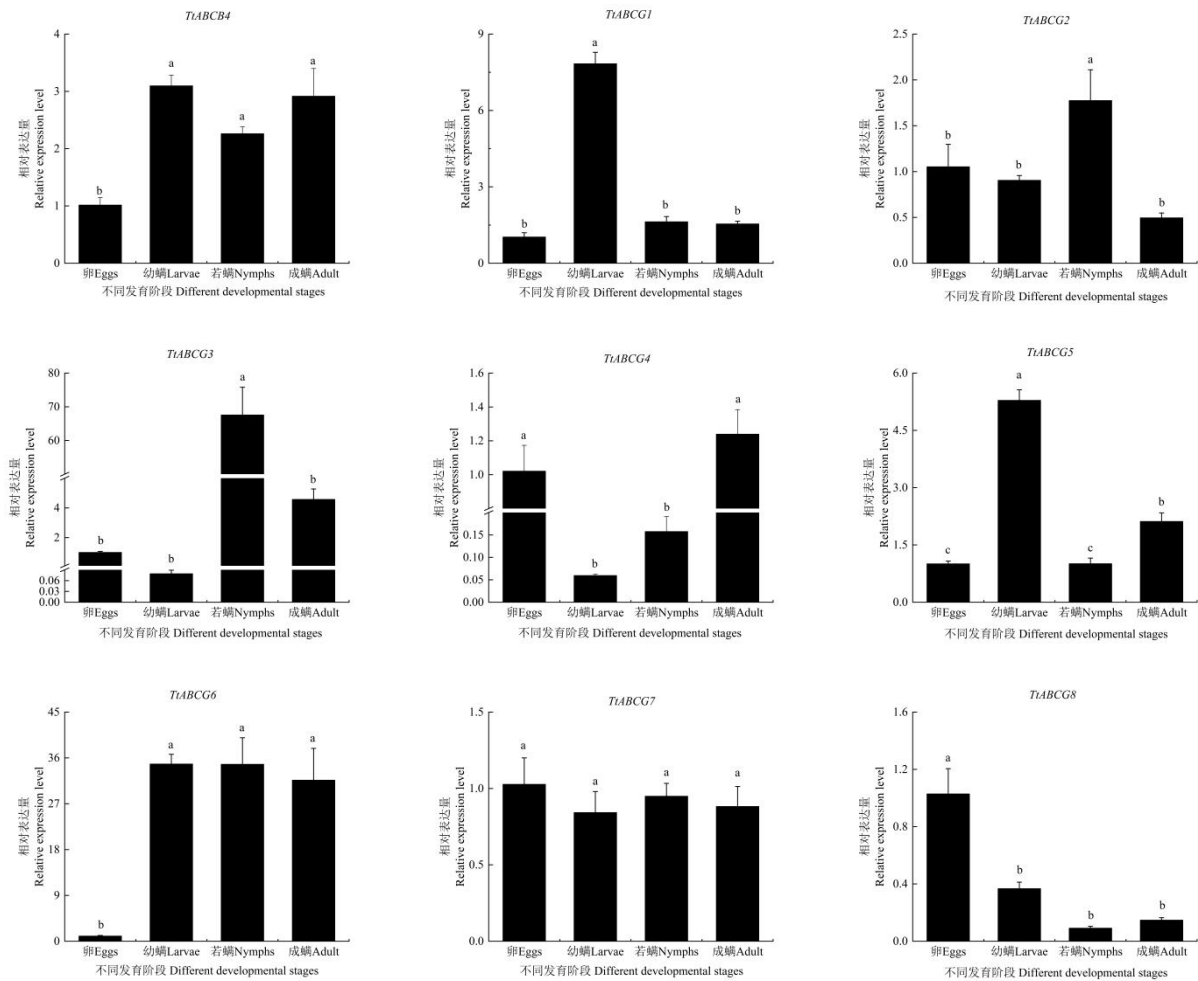 TtABCB4
4
a
a
3
a
2
b
1
0
相对表达量
Relative expression level
卵Eggs 幼螨Larvae 若螨Nymphs 成螨Adult
不同发育阶段 Different developmental stages
TtABCG1
9
a
6
3
b
b
b
0
相对表达量
Relative expression level
卵Eggs 幼螨Larvae 若螨Nymphs 成螨Adult
不同发育阶段 Different developmental stages
TtABCG2
2.5
a
2.0
1.5
b
b
1.0
b
0.5
0.0
相对表达量
Relative expression level
卵Eggs 幼螨Larvae 若螨Nymphs 成螨Adult
不同发育阶段 Different developmental stages
TtABCG3
80
a
70
60
b
4
b
2
b
0.06
0.03
0.00
相对表达量
Relative expression level
卵Eggs 幼螨Larvae 若螨Nymphs 成螨Adult
不同发育阶段 Different developmental stages
TtABCG4
1.6
a
1.4
a
1.2
1.0
b
0.15
0.10
b
0.05
0.00
相对表达量
Relative expression level
卵Eggs 幼螨Larvae 若螨Nymphs 成螨Adult
不同发育阶段 Different developmental stages
TtABCG5
6.0
a
4.5
3.0
b
1.5
c
c
0.0
相对表达量
Relative expression level
卵Eggs 幼螨Larvae 若螨Nymphs 成螨Adult
不同发育阶段 Different developmental stages
TtABCG6
45
a
a
a
36
27
18
9
b
0
相对表达量
Relative expression level
卵Eggs 幼螨Larvae 若螨Nymphs 成螨Adult
不同发育阶段 Different developmental stages
TtABCG7
1.5
a
a
a
a
1.0
0.5
0.0
相对表达量
Relative expression level
卵Eggs 幼螨Larvae 若螨Nymphs 成螨Adult
不同发育阶段 Different developmental stages
TtABCG8
1.6
a
1.2
0.8
b
0.4
b
b
0.0
相对表达量
Relative expression level
卵Eggs 幼螨Larvae 若螨Nymphs 成螨Adult
不同发育阶段 Different developmental stages